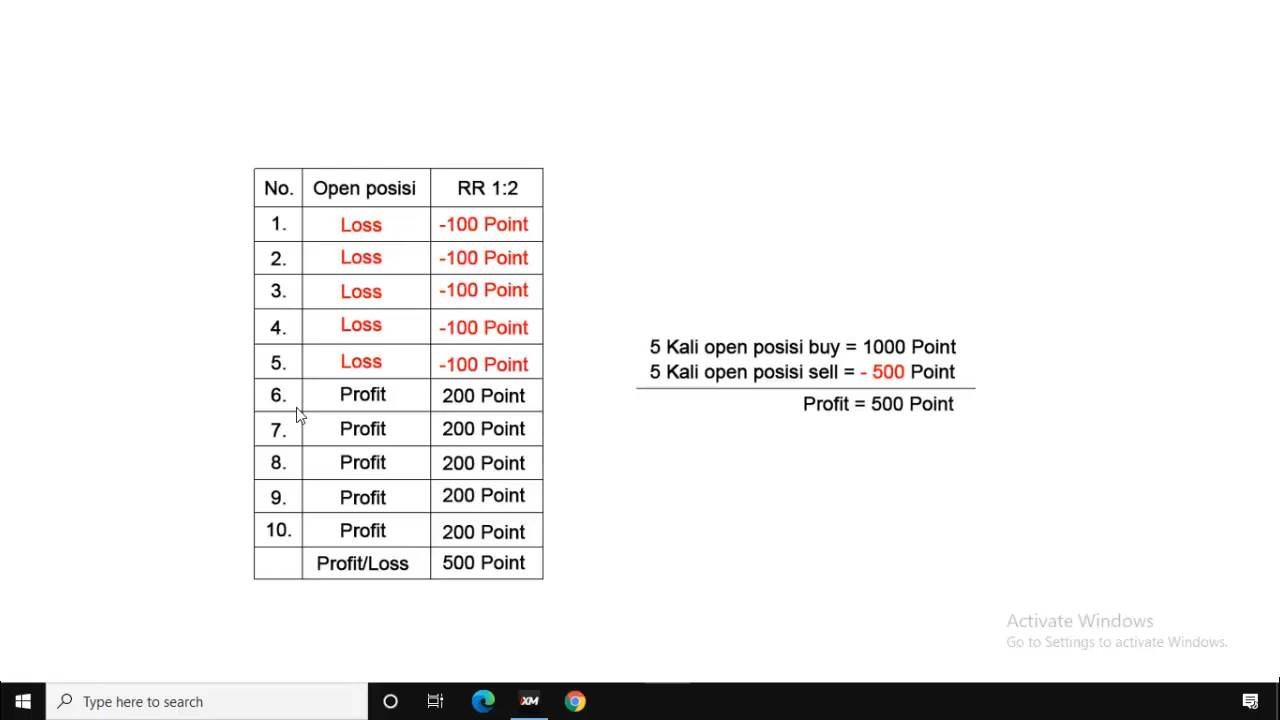 No. Open posisi RR 1:2
1. Loss -100 Point
2. Loss -100 Point
3. Loss -100 Point
4. Loss -100 Point
5. Loss -100 Point
6. Profit 200 Point
7. Profit 200 Point
8. Profit 200 Point
9. Profit 200 Point
10. Profit 200 Point
Profit/Loss 500 Point
5 Kali open posisi buy = 1000 Point
5 Kali open posisi sell = - 500 Point
Profit = 500 Point
Activate Windows
Go to Settings to activate Windows.
Type here to search
XM